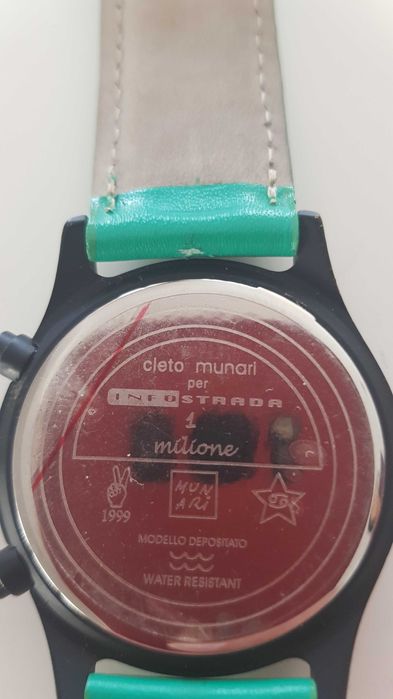 cleto munari
per
INFOSTRADA
1
milione
MUN
ARi
1999
MODELLO DEPOSITATO
WATER RESISTANT